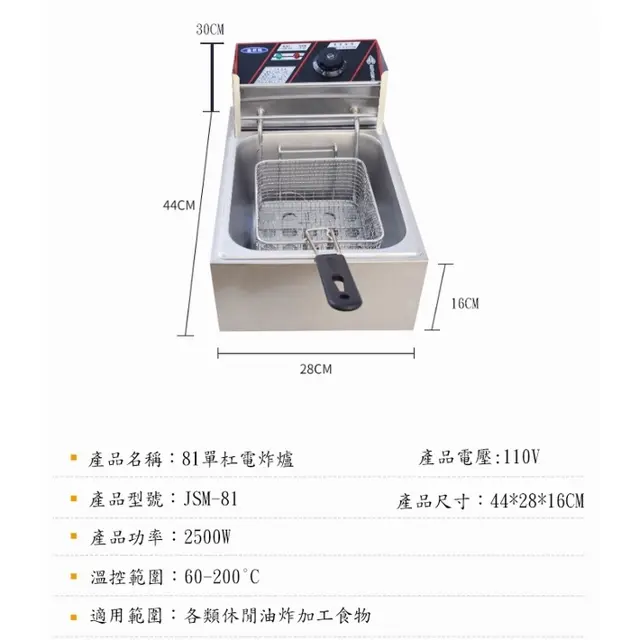 30CM
44CM
16CM
28CM
產品名稱：81單杠電炸爐
產品電壓:110V
產品型號：JSM-81
產品尺寸：44*28*16CM
產品功率：2500W
溫控範圍：60-200°C
適用範圍：各類休閒油炸加工食物